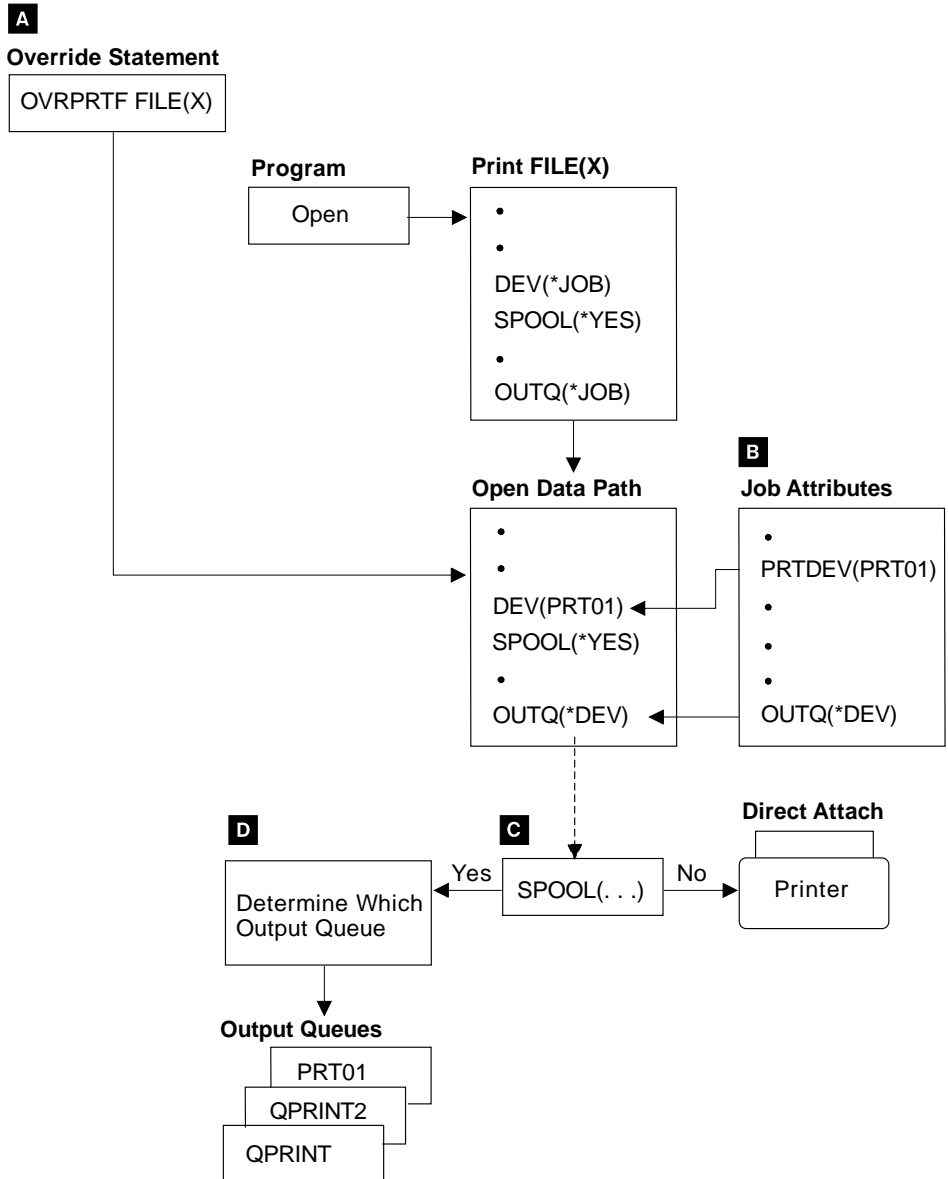 A
Override Statement
OVRPRTF FILE(X)
Program
Open
Print FILE(X)
•
•
DEV(*JOB)
SPOOL(*YES)
•
OUTQ(*JOB)
Open Data Path
•
•
DEV(PRT01)
SPOOL(*YES)
•
OUTQ(*DEV)
B
Job Attributes
•
PRTDEV(PRT01)
•
•
•
OUTQ(*DEV)
C
SPOOL(. . .)
Yes
No
Direct Attach
Printer
D
Determine Which
Output Queue
Output Queues
PRT01
QPRINT2
QPRINT